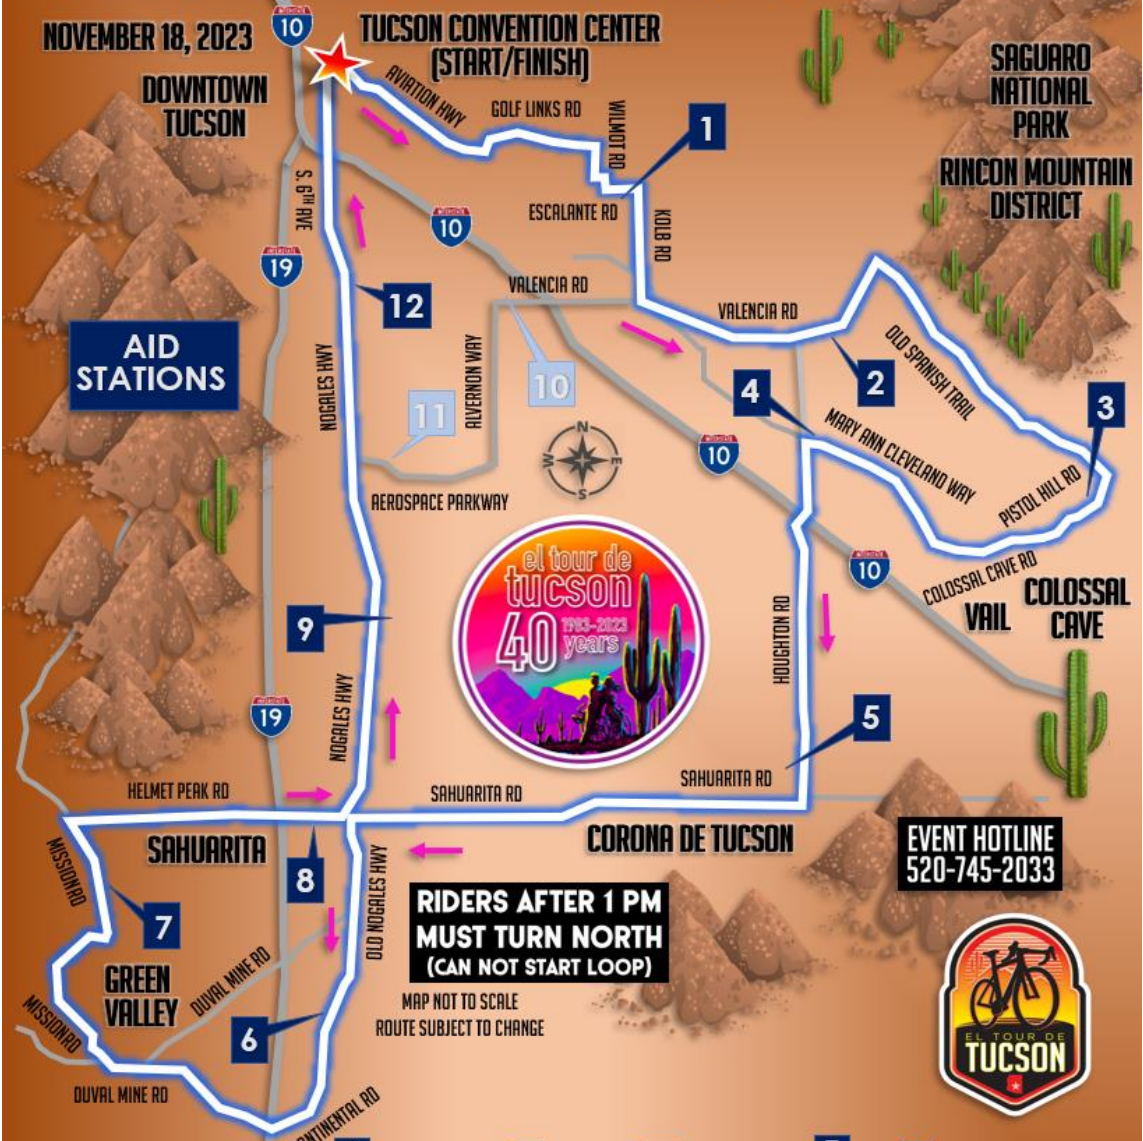 NOVEMBER 18, 2023
10
TUCSON CONVENTION CENTER
(START/FINISH)
DOWNTOWN
TUCSON
AVIATION HWY
GOLF LINKS RD
WILMOT RD
1
SAGUARO
NATIONAL
PARK
RINCON MOUNTAIN
DISTRICT
S. 6TH AVE
10
ESCALANTE RD
KOLB RD
19
VALENCIA RD
VALENCIA RD
12
AID
STATIONS
NOGALES HWY
ALVERNON WAY
11
10
4
2
OLD SPANISH TRAIL
3
MARY ANN CLEVELAND WAY
10
N
W
E
S
PISTOL HILL RD
AEROSPACE PARKWAY
10
COLOSSAL CAVE RD
VAIL
COLOSSAL
CAVE
el tour de
tucson
40
1983-2023
years
HOUGHTON RD
9
NOGALES HWY
19
5
HELMET PEAK RD
SAHUARITA RD
SAHUARITA RD
SAHUARITA
CORONA DE TUCSON
EVENT HOTLINE
520-745-2033
MISSION RD
8
OLD NOGALES HWY
7
RIDERS AFTER 1 PM
MUST TURN NORTH
(CAN NOT START LOOP)
GREEN
VALLEY
DUVAL MINE RD
MISSION RD
6
MAP NOT TO SCALE
ROUTE SUBJECT TO CHANGE
EL TOUR DE
TUCSON
DUVAL MINE RD